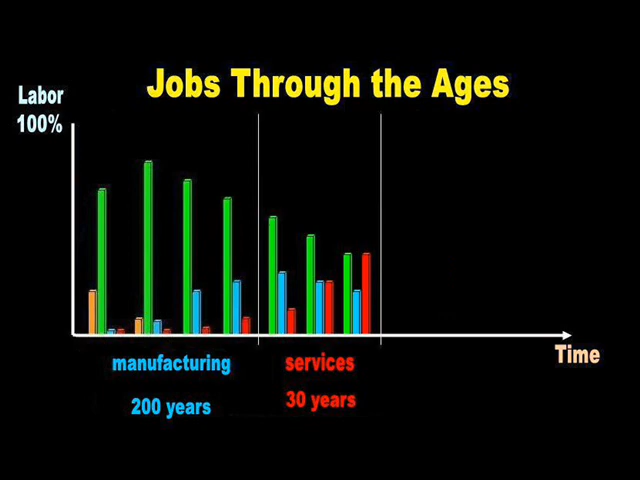 Jobs Through the Ages
Labor
100%
Time
manufacturing
services
200 years
30 years